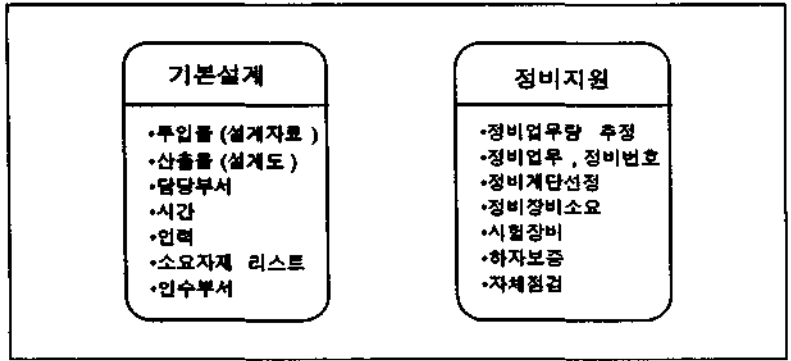 기본설계
•투입물 (설계자료 )
•산출물 (설계도 )
•담당부서
•시간
•인력
•소요자재 리스트
•인수부서
정비지원
•정비업무량 추정
•정비업무 , 정비번호
•정비계단선정
•정비장비소요
•시험장비
•하자보증
•자체점검